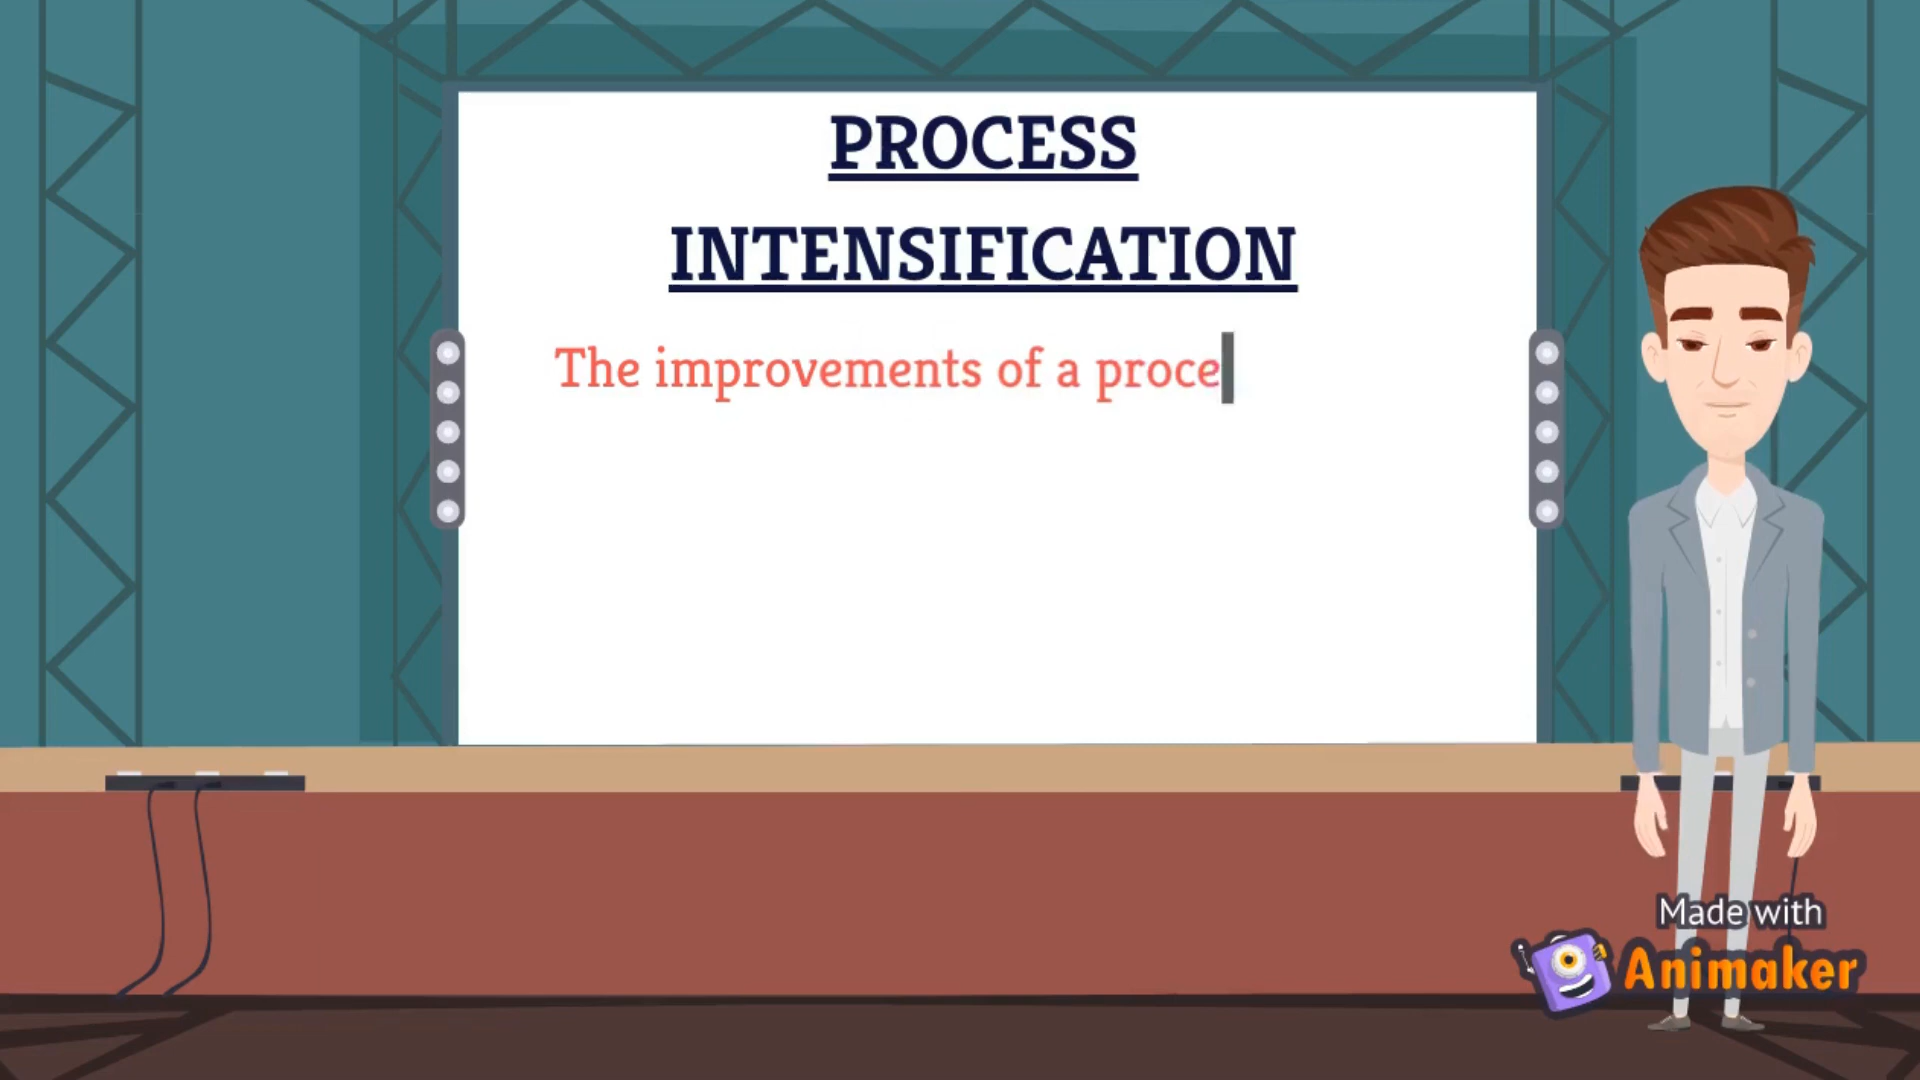 PROCESS
INTENSIFICATION
The improvements of a proce
Made with
Animaker